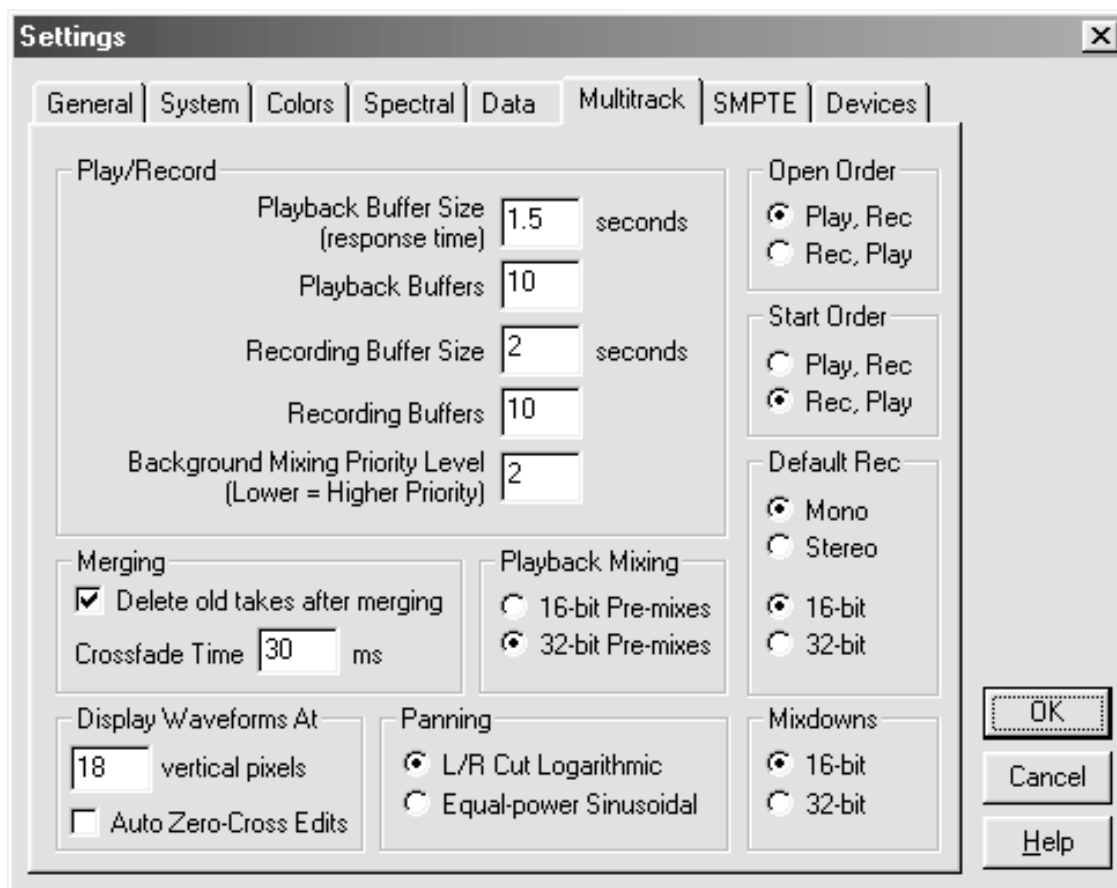 Settings
General System Colors Spectral Data Multitrack SMPTE Devices
Play/Record
Playback Buffer Size
(response time)
1.5 seconds
Playback Buffers 10
Recording Buffer Size 2 seconds
Recording Buffers 10
Background Mixing Priority Level
(Lower = Higher Priority)
2
Open Order
Play, Rec
Rec, Play
Start Order
Play, Rec
Rec, Play
Default Rec
Mono
Stereo
16-bit
32-bit
Merging
Delete old takes after merging
Crossfade Time 30 ms
Playback Mixing
16-bit Pre-mixes
32-bit Pre-mixes
Display Waveforms At
18 vertical pixels
Auto Zero-Cross Edits
Panning
L/R Cut Logarithmic
Equal-power Sinusoidal
Mixdowns
16-bit
32-bit
OK
Cancel
Help